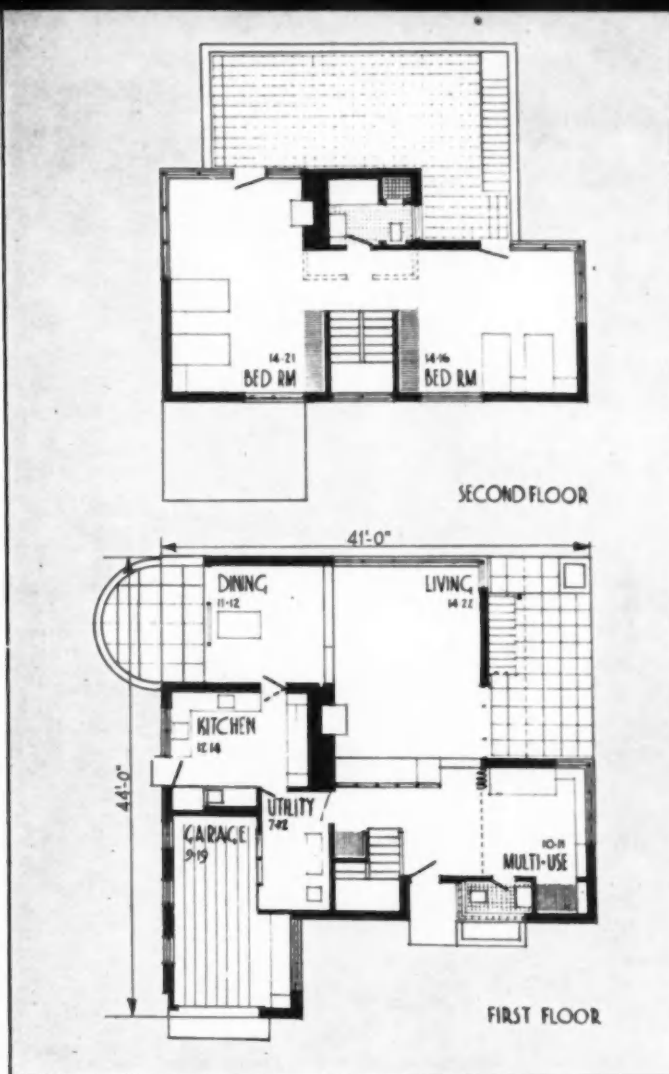 14-21
BED RM
14-16
BED RM
SECOND FLOOR
41'-0"
DINING
11-12
LIVING
14-22
KITCHEN
12-14
44'-0"
UTILITY
7-12
GARAGE
9-19
10-11
MULTI-USE
FIRST FLOOR